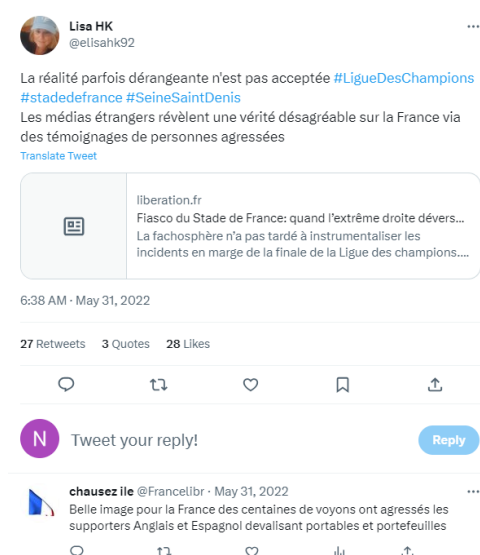 Lisa HK
@elisahk92
La réalité parfois dérangeante n'est pas acceptée #LigueDesChampions
#stadedefrance #SeineSaintDenis
Les médias étrangers révèlent une vérité désagréable sur la France via
des témoignages de personnes agressées
Translate Tweet
liberation.fr
Fiasco du Stade de France: quand l'extrême droite dévers...
La fachosphère n'a pas tardé à instrumentaliser les
incidents en marge de la finale de la Ligue des champions....
6:38 AM · May 31, 2022
27 Retweets 3 Quotes 28 Likes
N Tweet your reply! Reply
chausez ile @Francelibr · May 31, 2022
Belle image pour la France des centaines de voyons ont agressés les
supporters Anglais et Espagnol devalisant portables et portefeuilles